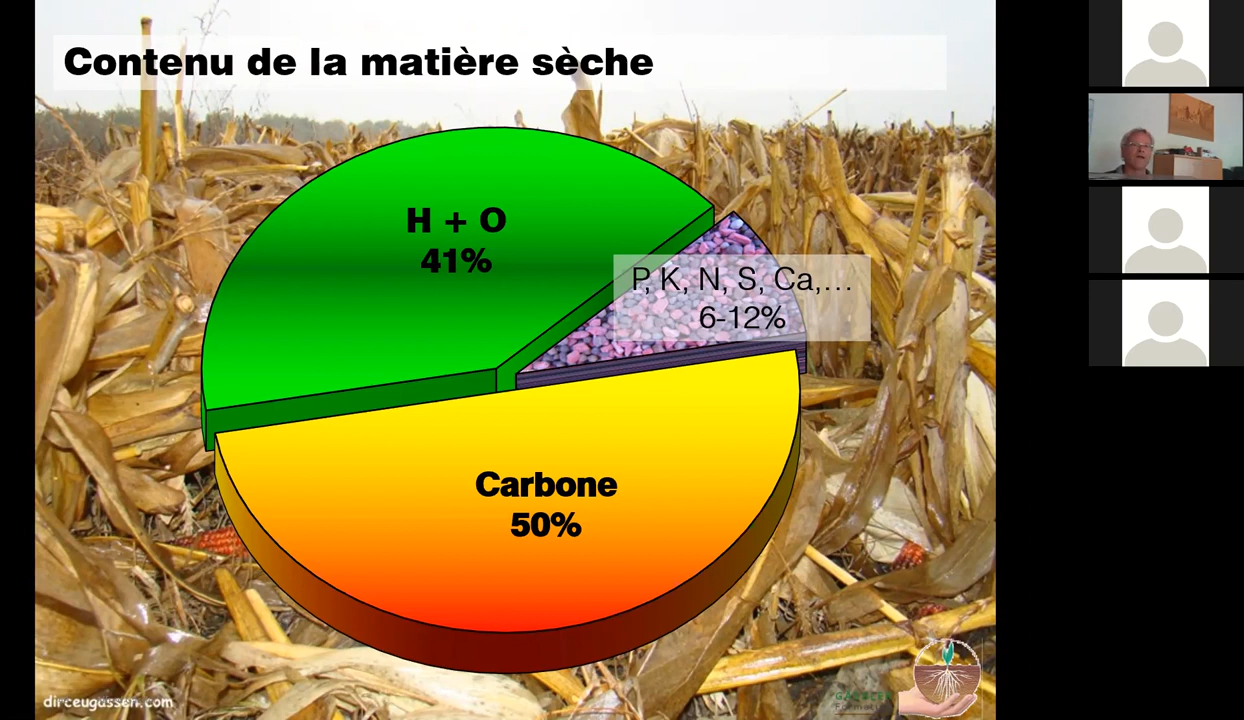 Contenu de la matière sèche
H + O
41%
P, K, N, S, Ca,...
6-12%
Carbone
50%
dirceugassen.com